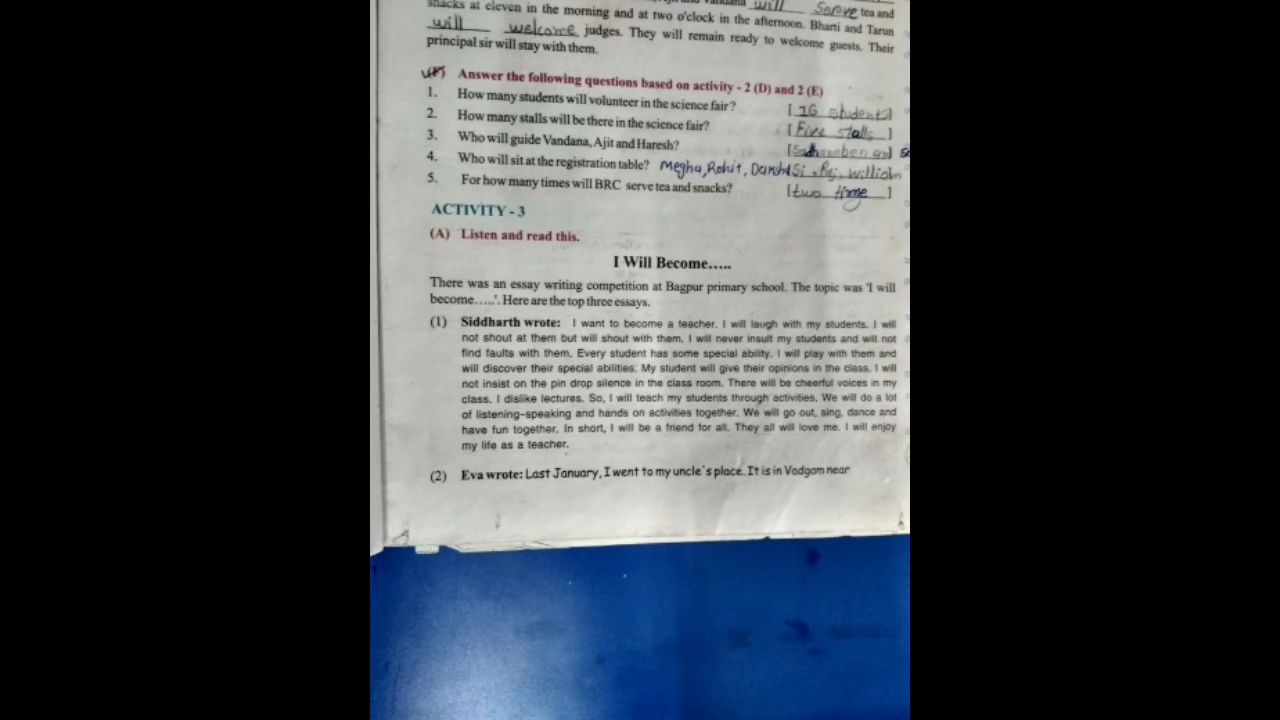 will serve tea and
snacks at eleven in the morning and at two o'clock in the afternoon. Bharti and Tarun
will welcome judges. They will remain ready to welcome guests. Their
principal sir will stay with them.
(F) Answer the following questions based on activity - 2 (D) and 2 (E)
1. How many students will volunteer in the science fair? [16 students]
2. How many stalls will be there in the science fair? [Five stalls]
3. Who will guide Vandana, Ajit and Haresh? [Sadhanaben and
4. Who will sit at the registration table? Megha, Rohit,
5. For how many times will BRC serve tea and snacks? [two time]
ACTIVITY - 3
(A) Listen and read this.
I Will Become.....
There was an essay writing competition at Bagpur primary school. The topic was 'I will
become.....'. Here are the top three essays.
(1) Siddharth wrote: I want to become a teacher. I will laugh with my students. I will
not shout at them but will shout with them. I will never insult my students and will not
find faults with them. Every student has some special ability. I will play with them and
will discover their special abilities. My student will give their opinions in the class. I will
not insist on the pin drop silence in the class room. There will be cheerful voices in my
class. I dislike lectures. So, I will teach my students through activities. We will do a lot
of listening-speaking and hands on activities together. We will go out, sing, dance and
have fun together. In short, I will be a friend for all. They all will love me. I will enjoy
my life as a teacher.
(2) Eva wrote: Last January, I went to my uncle's place. It is in Vadgam near